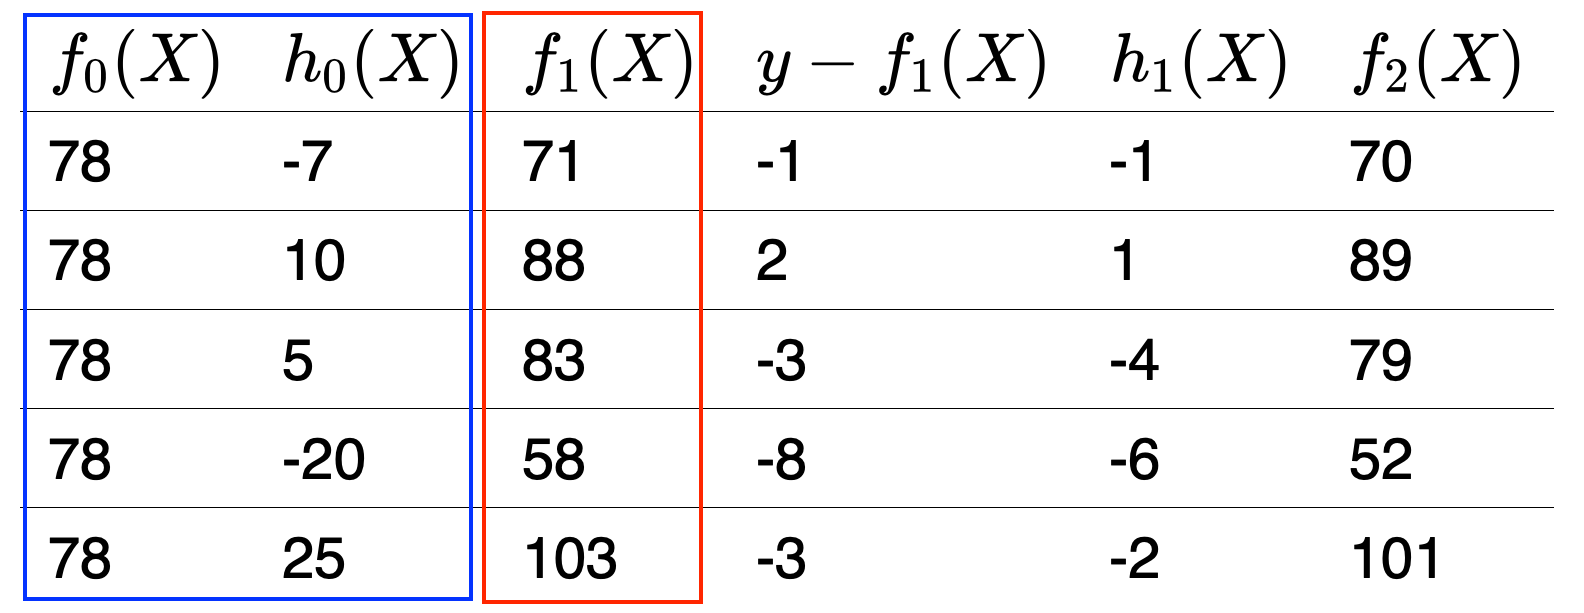 f₀(X) h₀(X) f₁(X) y − f₁(X) h₁(X) f₂(X)
78 -7 71 -1 -1 70
78 10 88 2 1 89
78 5 83 -3 -4 79
78 -20 58 -8 -6 52
78 25 103 -3 -2 101